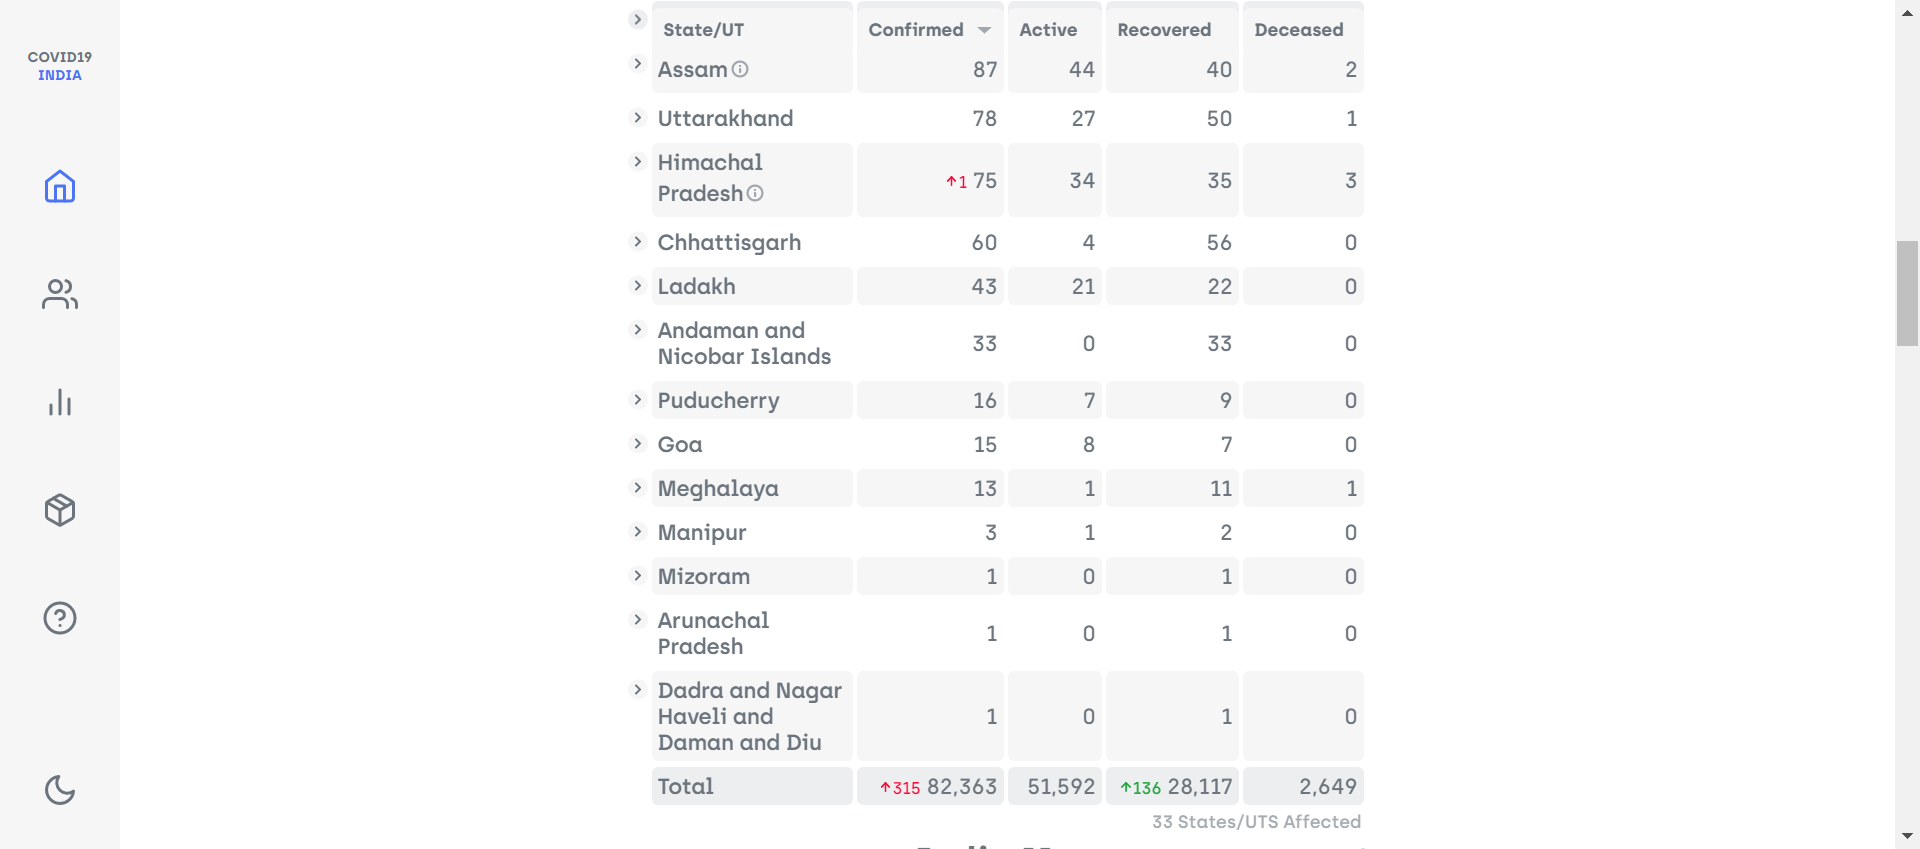 COVID19
INDIA
State/UT Confirmed Active Recovered Deceased
Assam 87 44 40 2
Uttarakhand 78 27 50 1
Himachal
Pradesh ↑1 75 34 35 3
Chhattisgarh 60 4 56 0
Ladakh 43 21 22 0
Andaman and
Nicobar Islands 33 0 33 0
Puducherry 16 7 9 0
Goa 15 8 7 0
Meghalaya 13 1 11 1
Manipur 3 1 2 0
Mizoram 1 0 1 0
Arunachal
Pradesh 1 0 1 0
Dadra and Nagar
Haveli and 1 0 1 0
Daman and Diu
Total ↑315 82,363 51,592 ↑136 28,117 2,649
33 States/UTS Affected